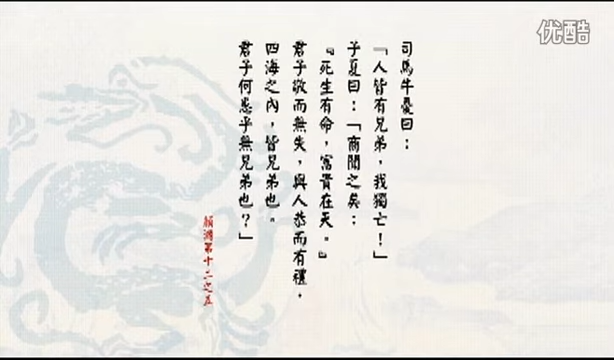 司馬牛憂曰：
「人皆有兄弟，我獨亡！」
子夏曰：「商聞之矣：
『死生有命，富貴在天。』
君子敬而無失，與人恭而有禮，
四海之內，皆兄弟也。
君子何患乎無兄弟也？」
顏淵第十二之五
优酷